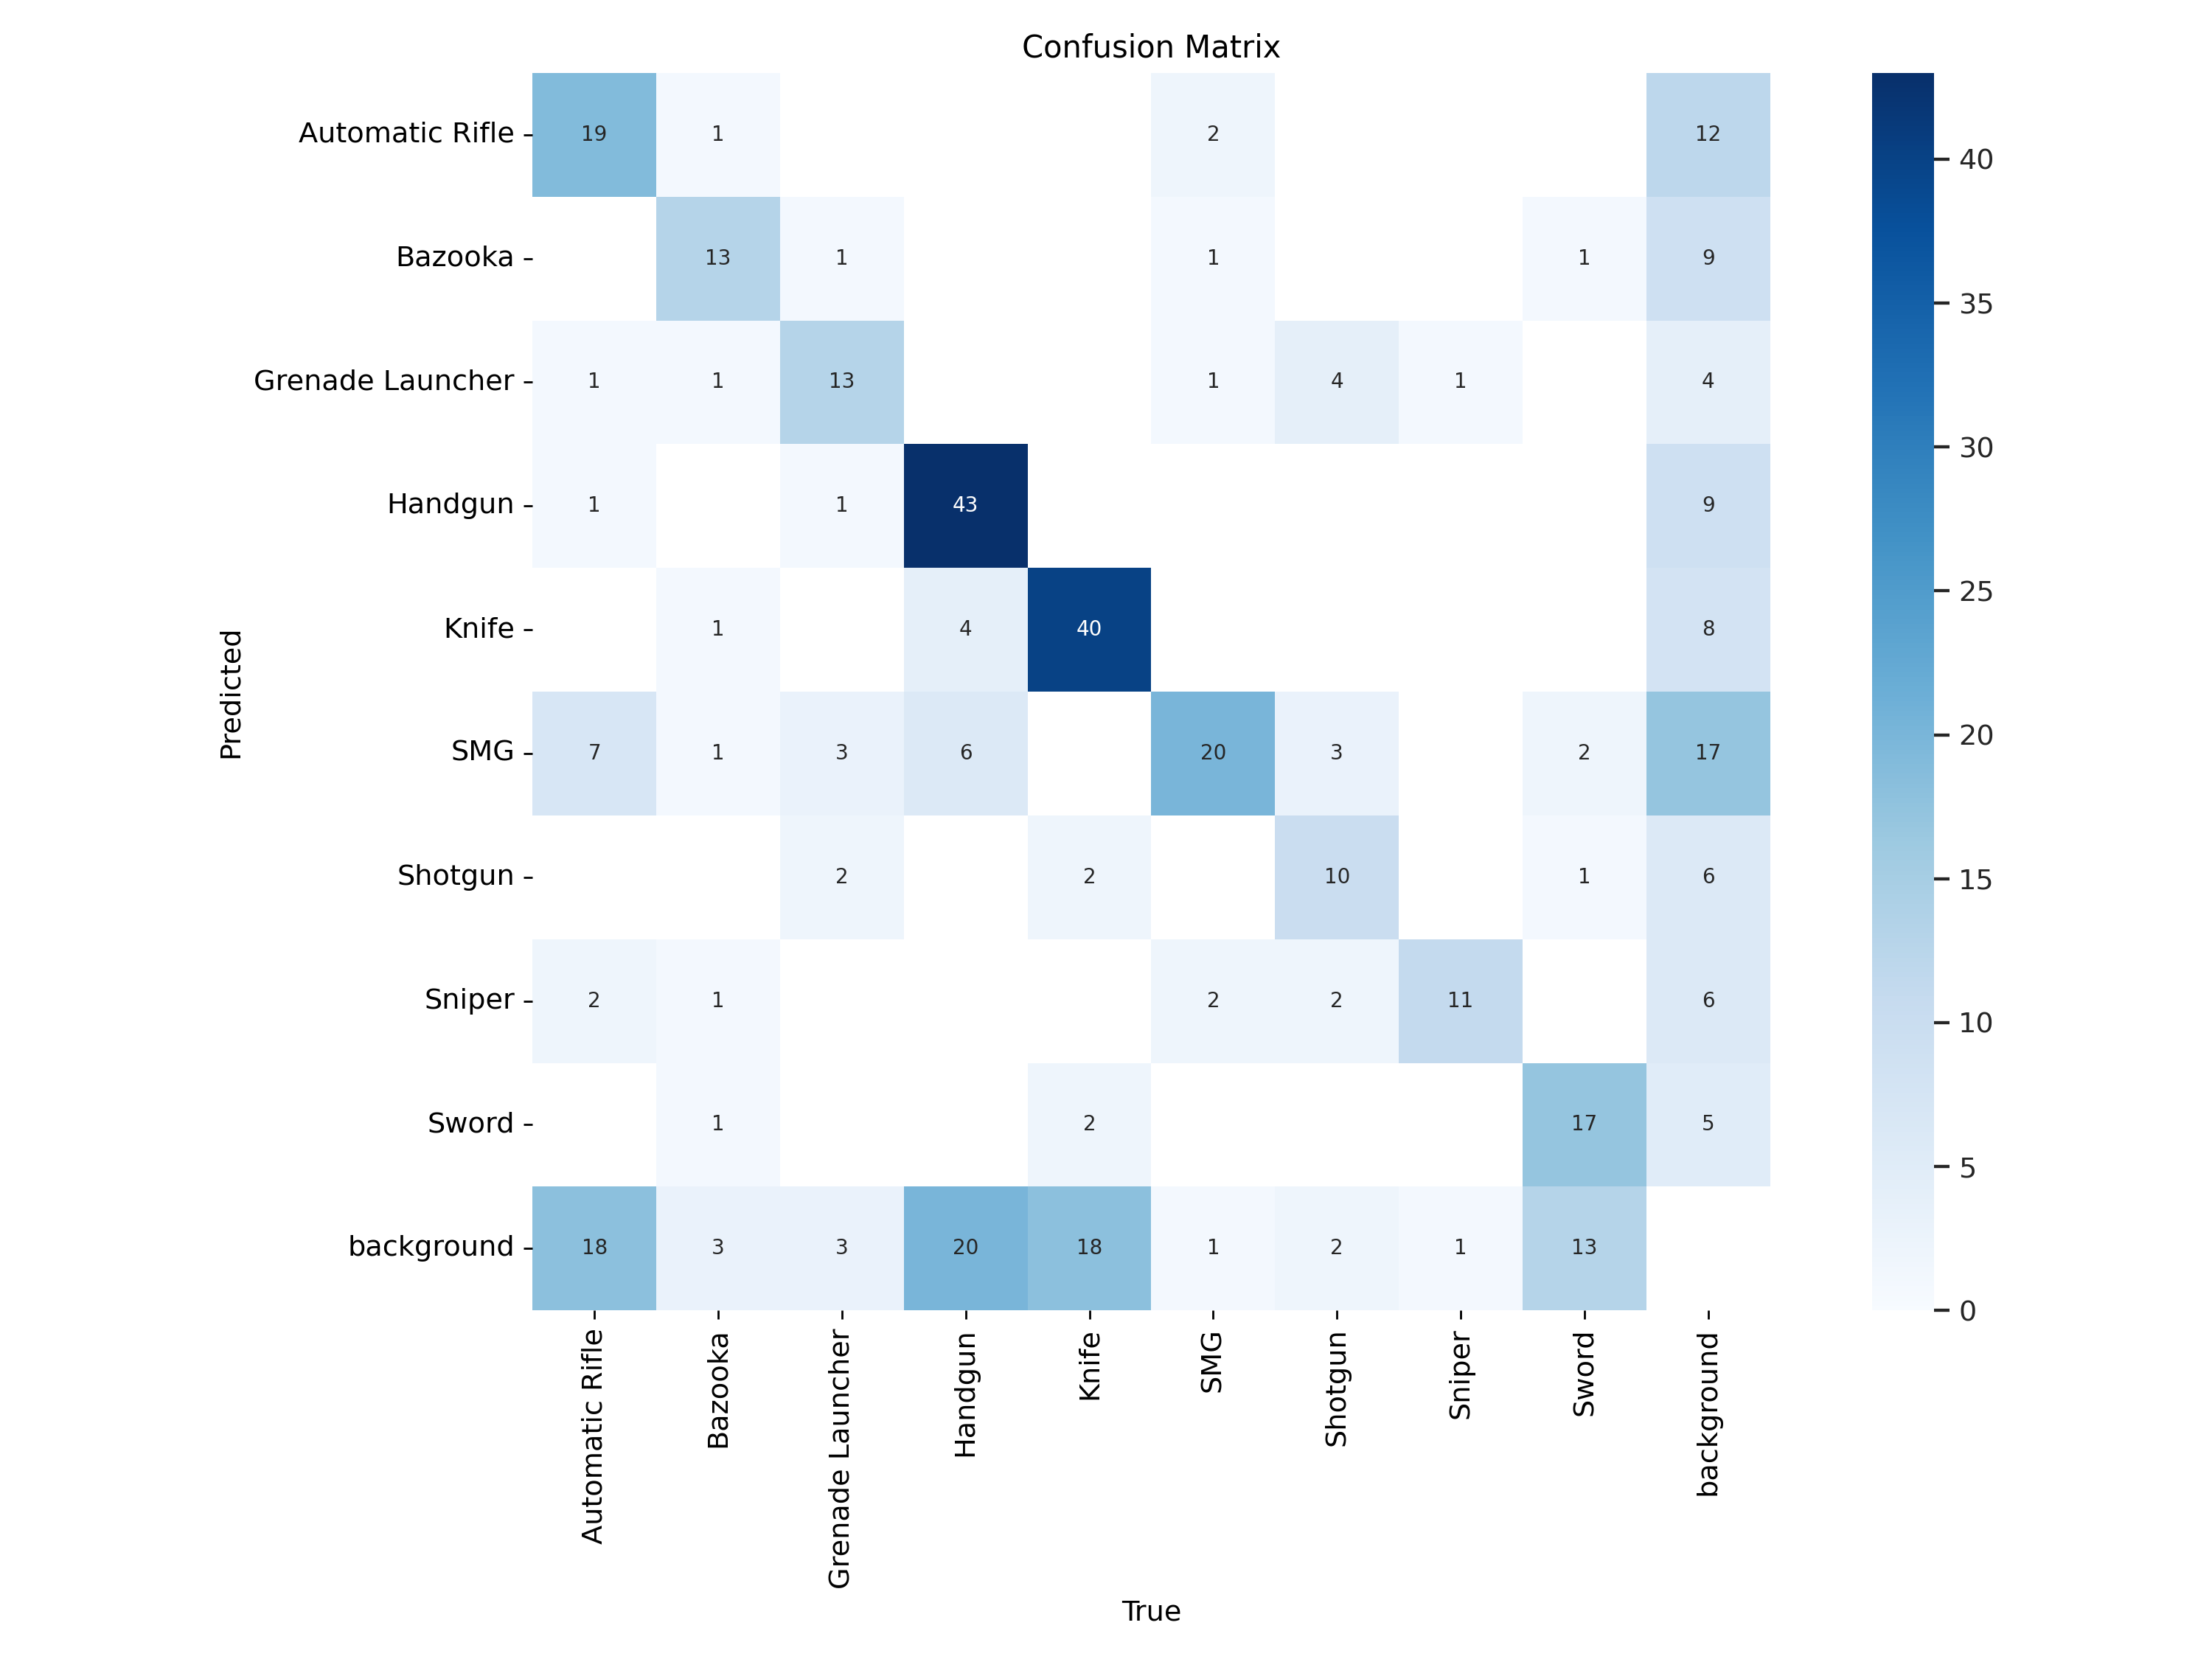 Confusion Matrix
Automatic Rifle 19 1 2 12
Bazooka 13 1 1 1 9
Grenade Launcher 1 1 13 1 4 1 4
Handgun 1 1 43 9
Knife 1 4 40 8
SMG 7 1 3 6 20 3 2 17
Shotgun 2 2 10 1 6
Sniper 2 1 2 2 11 6
Sword 1 2 17 5
background 18 3 3 20 18 1 2 1 13
Predicted
Automatic Rifle
Bazooka
Grenade Launcher
Handgun
Knife
SMG
Shotgun
Sniper
Sword
background
True
40
35
30
25
20
15
10
5
0